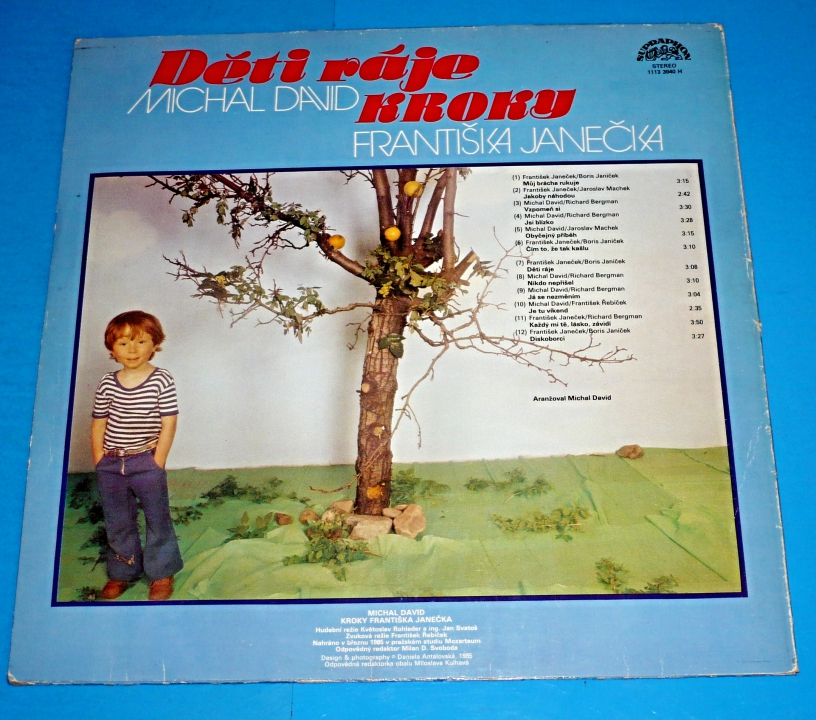 Děti ráje
MICHAL DAVID KROKY
FRANTIŠKA JANEČKA
SUPRAPHON
STEREO
1113 3940 H
(1) František Janeček/Boris Janíček
Můj brácha rukuje 3:15
(2) František Janeček/Jaroslav Machek
Jakoby náhodou 2:42
(3) Michal David/Richard Bergman
Vzpomeň si 3:30
(4) Michal David/Richard Bergman
Jsi blízko 3:28
(5) Michal David/Jaroslav Machek
Obyčejný příběh 3:15
(6) František Janeček/Boris Janíček
Čím to, že tak kašlu 3:10
(7) František Janeček/Boris Janíček
Děti ráje 3:08
(8) Michal David/Richard Bergman
Nikdo nepřišel 3:10
(9) Michal David/Richard Bergman
Já se nezměním 3:04
(10) Michal David/František Řebíček
Je tu víkend 2:35
(11) František Janeček/Richard Bergman
Každý mi tě, lásko, závidí 3:50
(12) František Janeček/Boris Janíček
Diskoborci 3:27
Aranžoval Michal David
MICHAL DAVID
KROKY FRANTIŠKA JANEČKA
Hudební režie Květoslav Rohleder a ing. Jan Svatoš
Zvuková režie František Řebíček
Nahráno v březnu 1985 v pražském studiu Mozarteum
Odpovědný redaktor Milan D. Svoboda
Design & photography © Daniela Antalovská, 1985
Odpovědná redaktorka obalu Miloslava Kulhavá